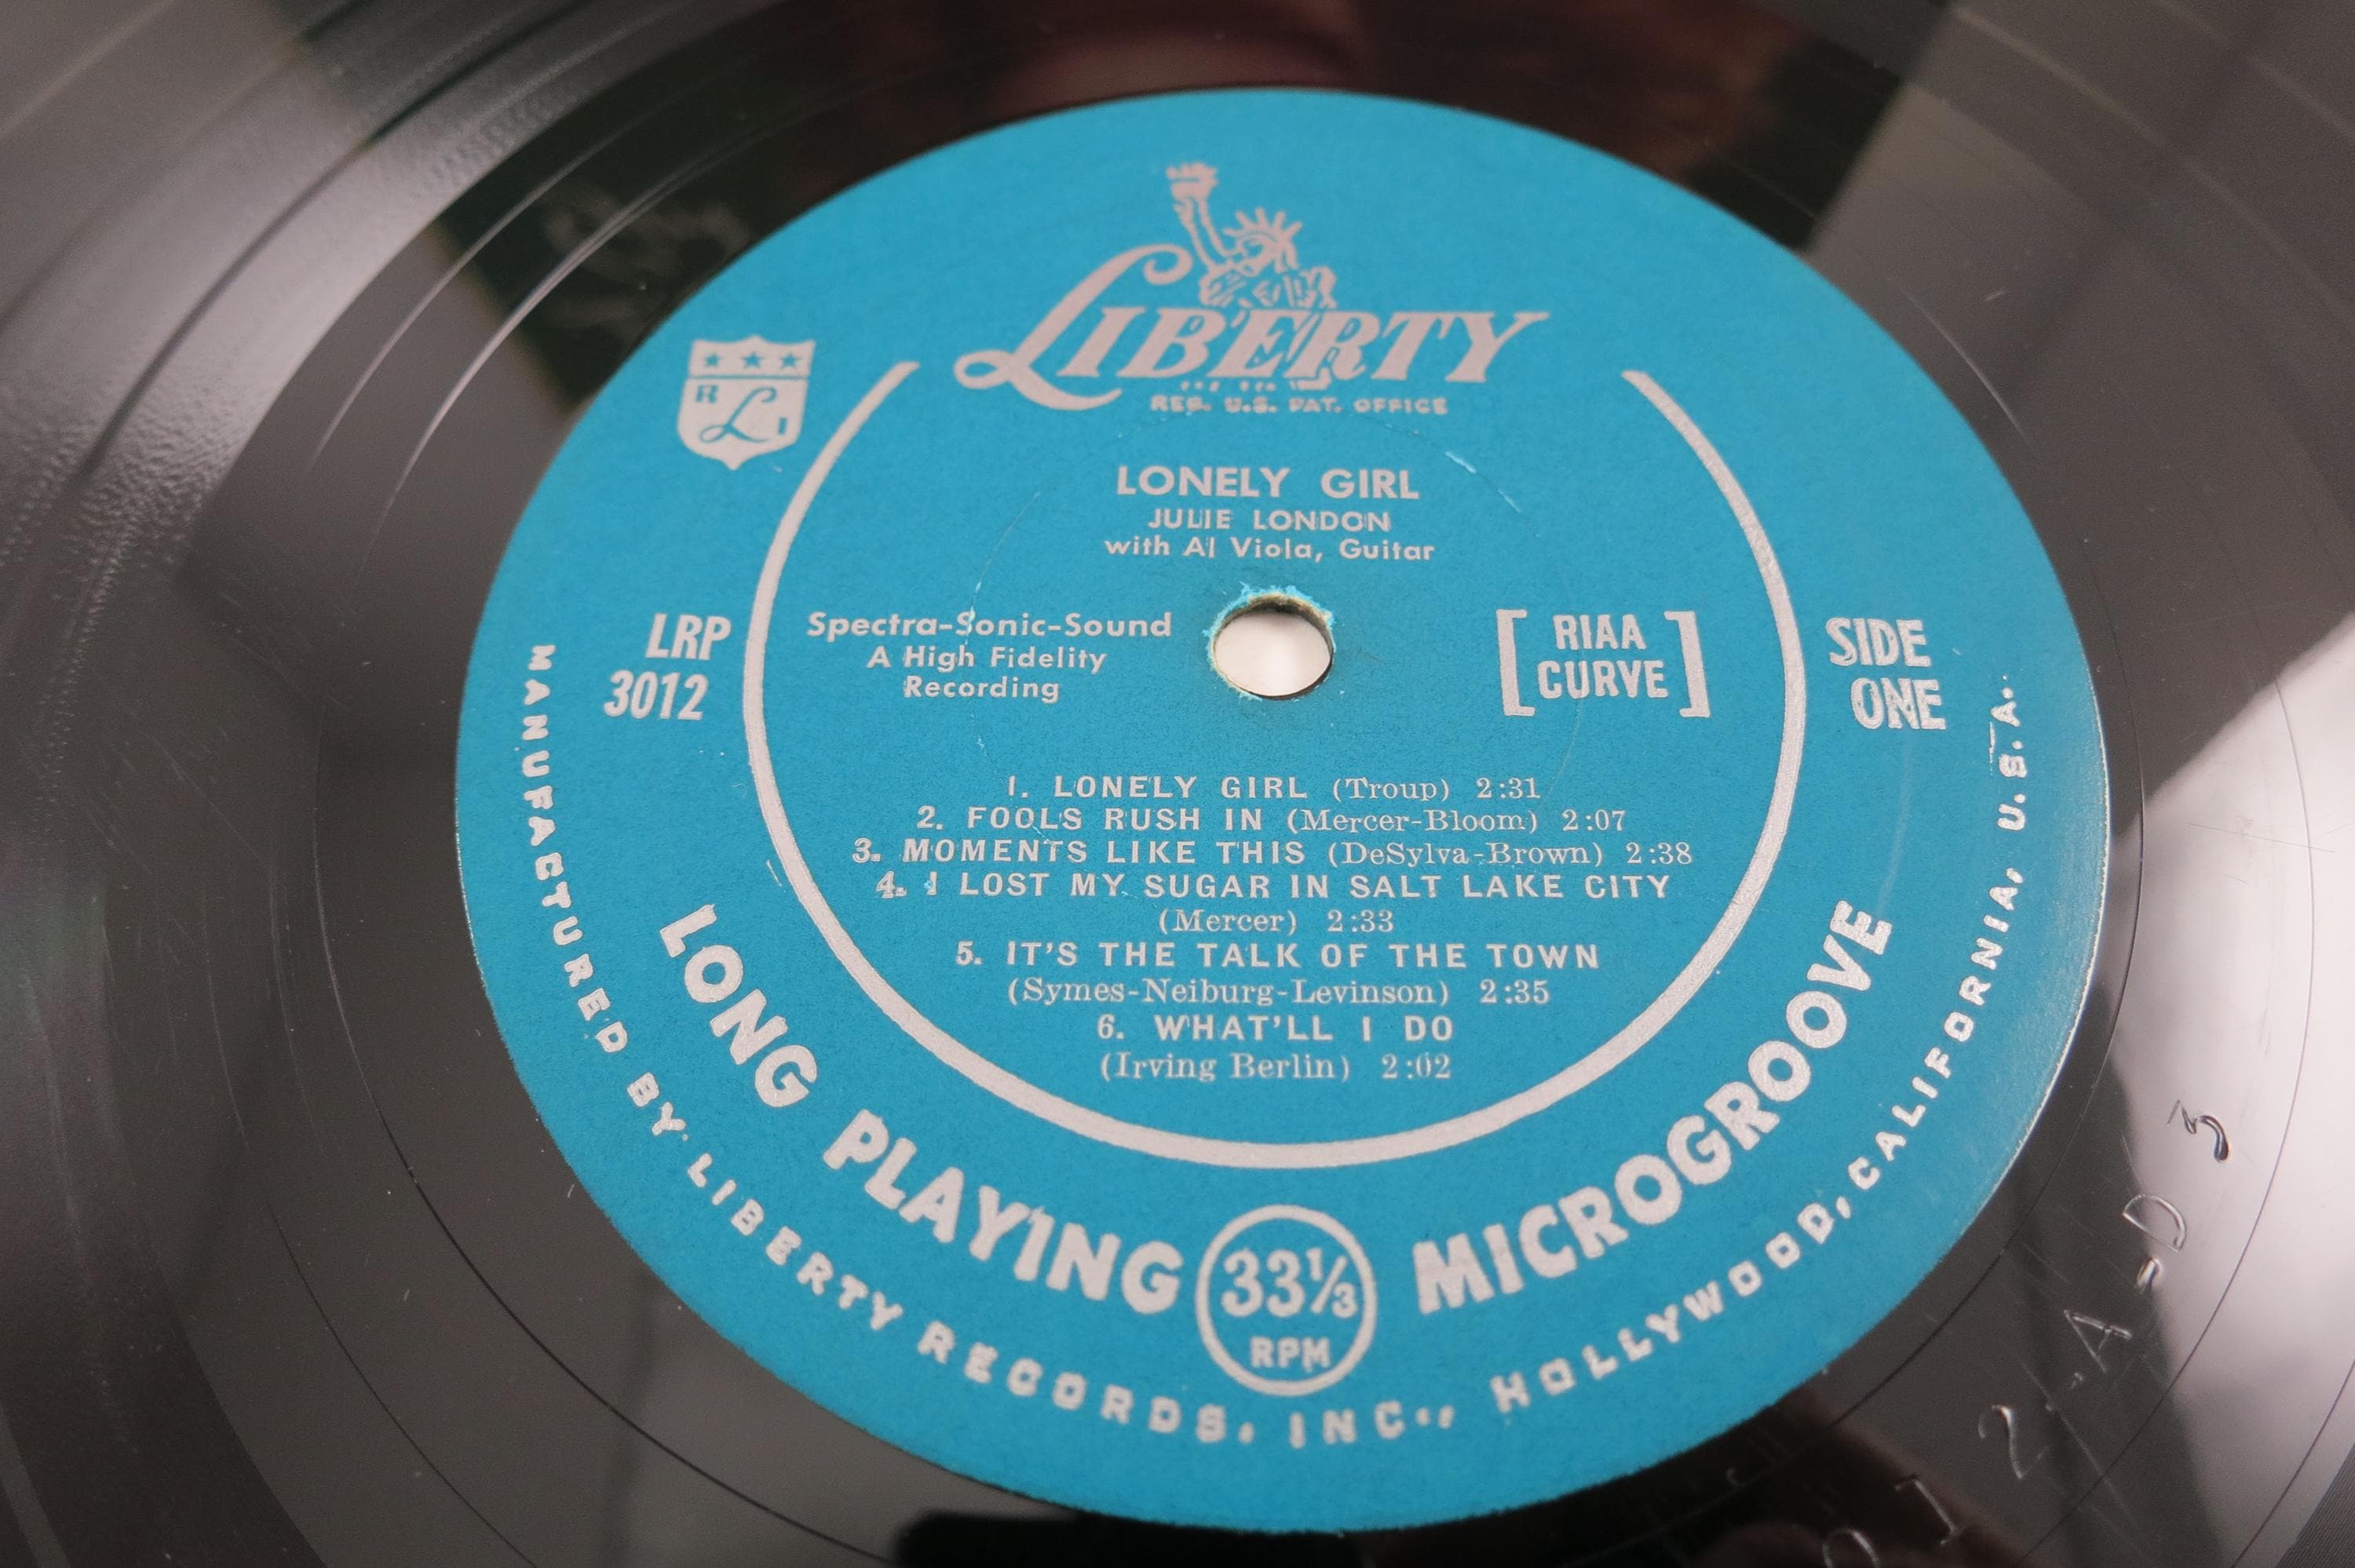 LIBERTY
REG. U.S. PAT. OFFICE
R L I
LONELY GIRL
JULIE LONDON
with Al Viola, Guitar
LRP
3012
Spectra-Sonic-Sound
A High Fidelity
Recording
[RIAA
CURVE]
SIDE
ONE
1. LONELY GIRL (Troup) 2:31
2. FOOLS RUSH IN (Mercer-Bloom) 2:07
3. MOMENTS LIKE THIS (DeSylva-Brown) 2:38
4. I LOST MY SUGAR IN SALT LAKE CITY
(Mercer) 2:33
5. IT'S THE TALK OF THE TOWN
(Symes-Neiburg-Levinson) 2:35
6. WHAT'LL I DO
(Irving Berlin) 2:02
LONG PLAYING 33⅓ RPM MICROGROOVE
MANUFACTURED BY LIBERTY RECORDS, INC., HOLLYWOOD, CALIFORNIA, U.S.A.
12-A-D 3